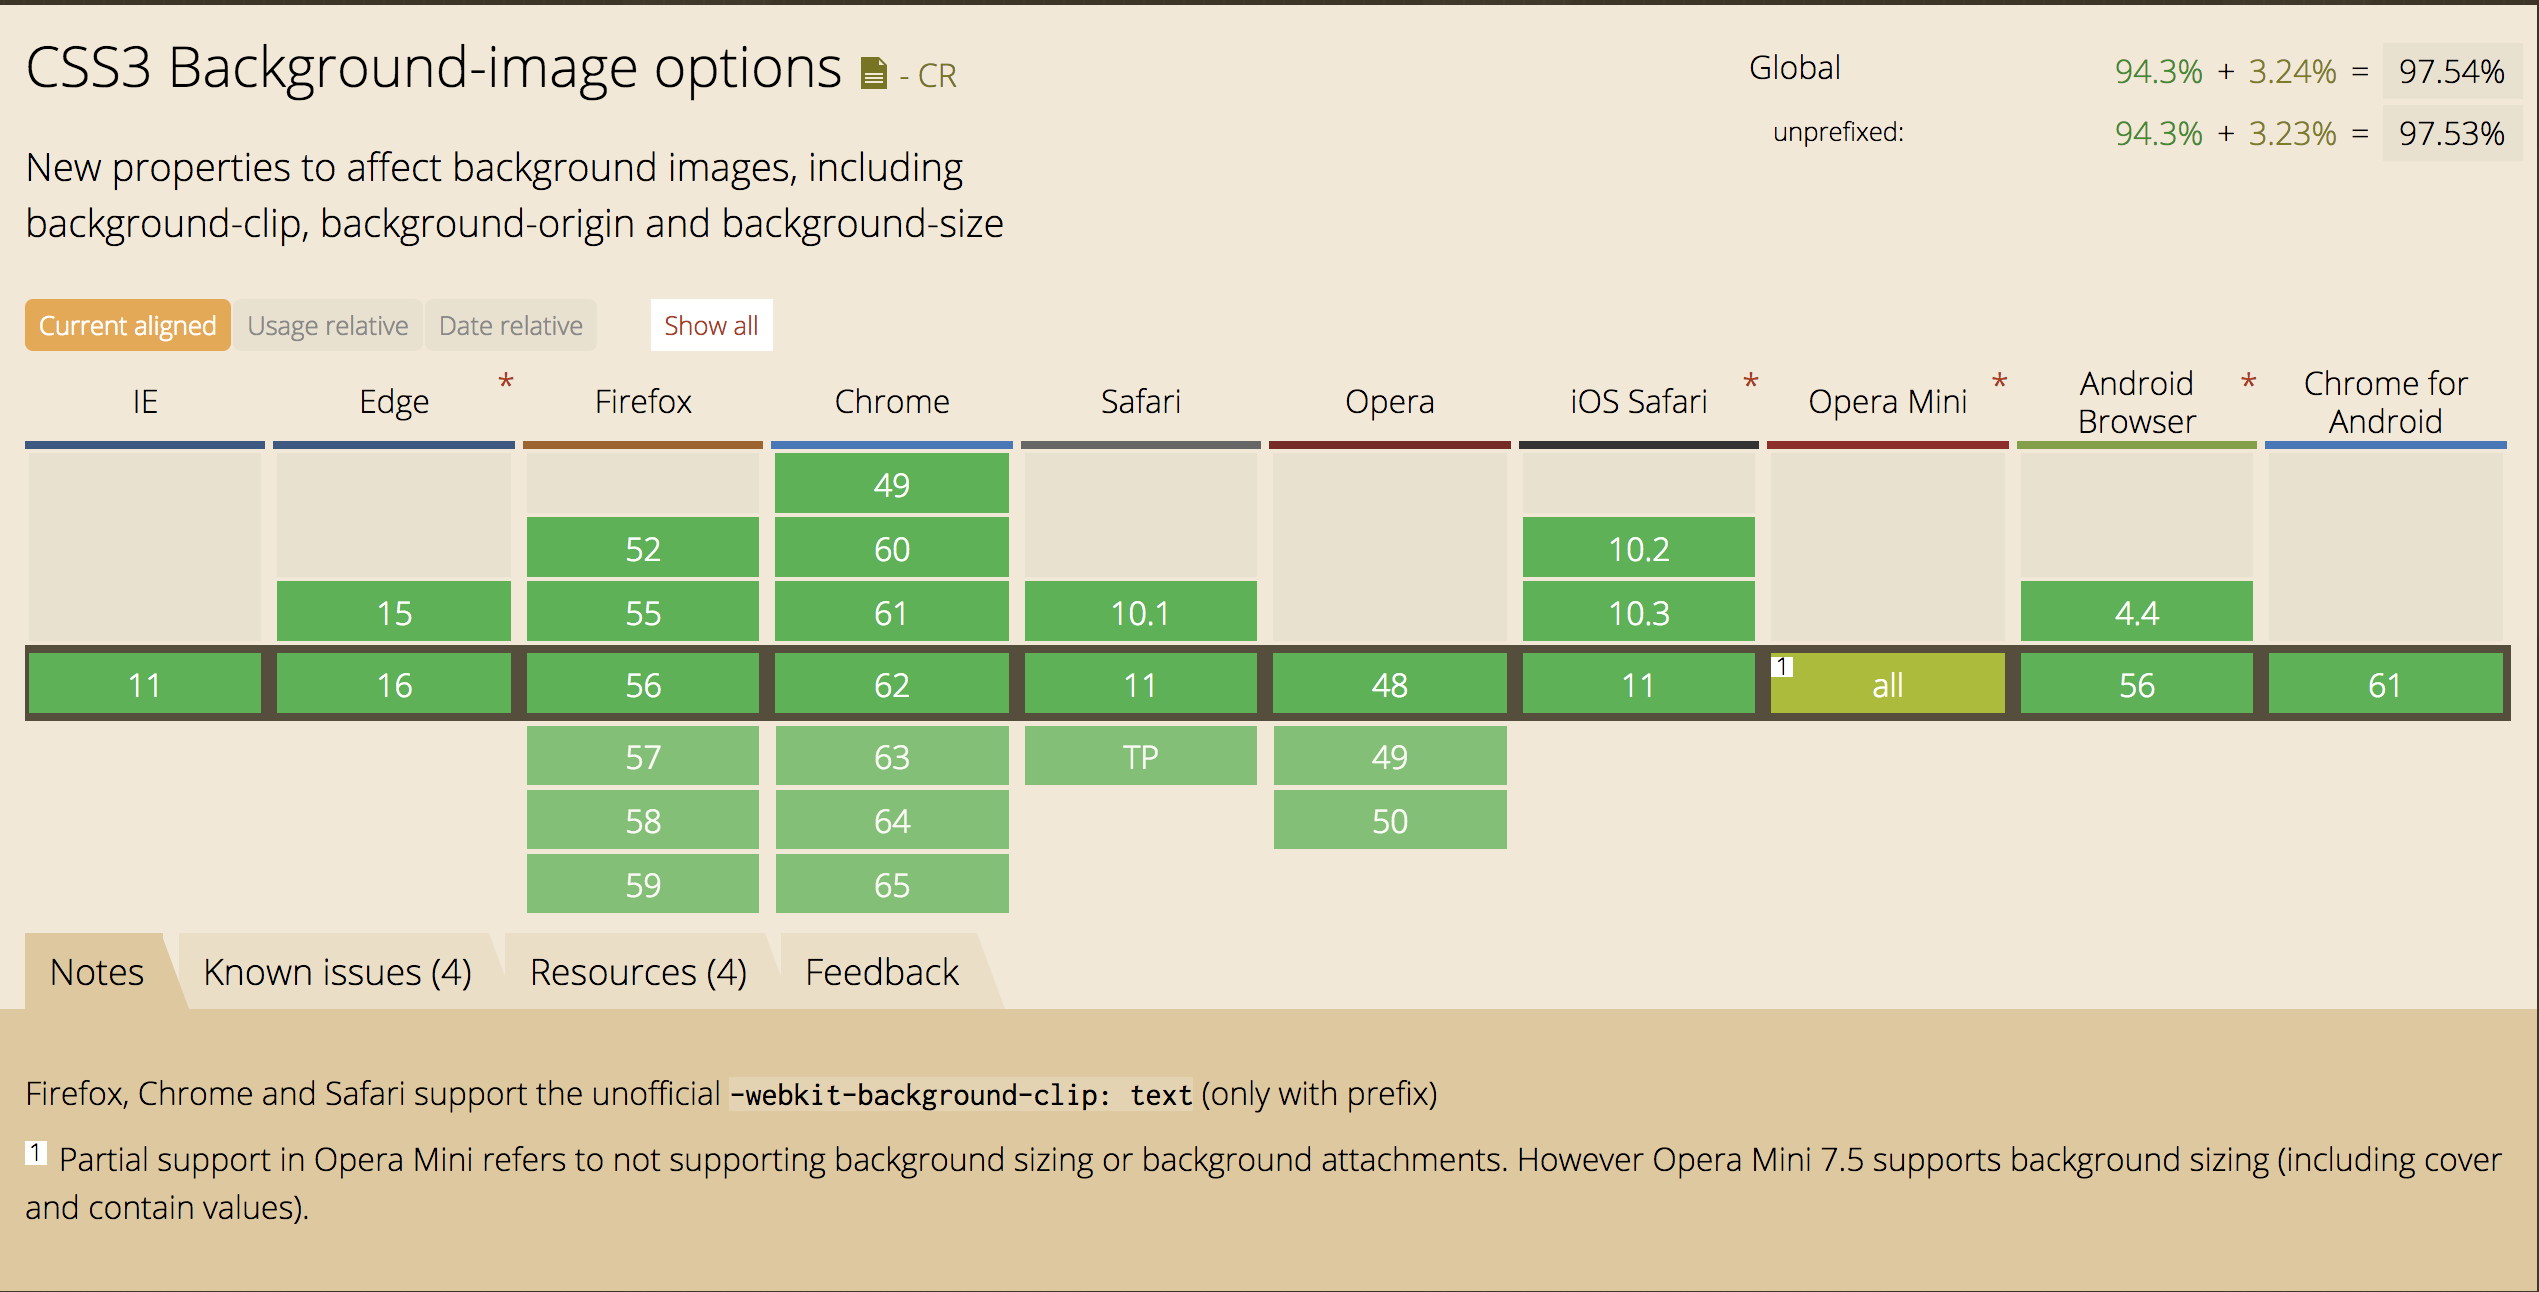 CSS3 Background-image options - CR
Global 94.3% + 3.24% = 97.54%
unprefixed: 94.3% + 3.23% = 97.53%
New properties to affect background images, including
background-clip, background-origin and background-size
Current aligned Usage relative Date relative Show all
IE Edge * Firefox Chrome Safari Opera iOS Safari * Opera Mini * Android Browser * Chrome for Android
49
52 60 10.2
15 55 61 10.1 10.3 4.4
11 16 56 62 11 48 11 1 all 56 61
57 63 TP 49
58 64 50
59 65
Notes Known issues (4) Resources (4) Feedback
Firefox, Chrome and Safari support the unofficial -webkit-background-clip: text (only with prefix)
1 Partial support in Opera Mini refers to not supporting background sizing or background attachments. However Opera Mini 7.5 supports background sizing (including cover
and contain values).